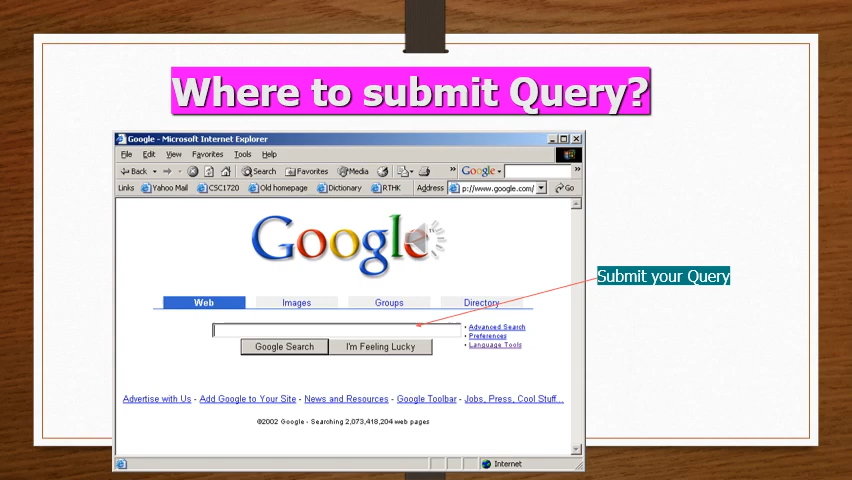 Where to submit Query?
Google - Microsoft Internet Explorer
File Edit View Favorites Tools Help
Back Search Favorites Media » Google »
Links Yahoo Mail CSC1720 Old homepage Dictionary RTHK Address p://www.google.com/ Go
Google
Submit your Query
Web Images Groups Directory
• Advanced Search
• Preferences
• Language Tools
Google Search I'm Feeling Lucky
Advertise with Us - Add Google to Your Site - News and Resources - Google Toolbar - Jobs, Press, Cool Stuff...
©2002 Google - Searching 2,073,418,204 web pages
Internet